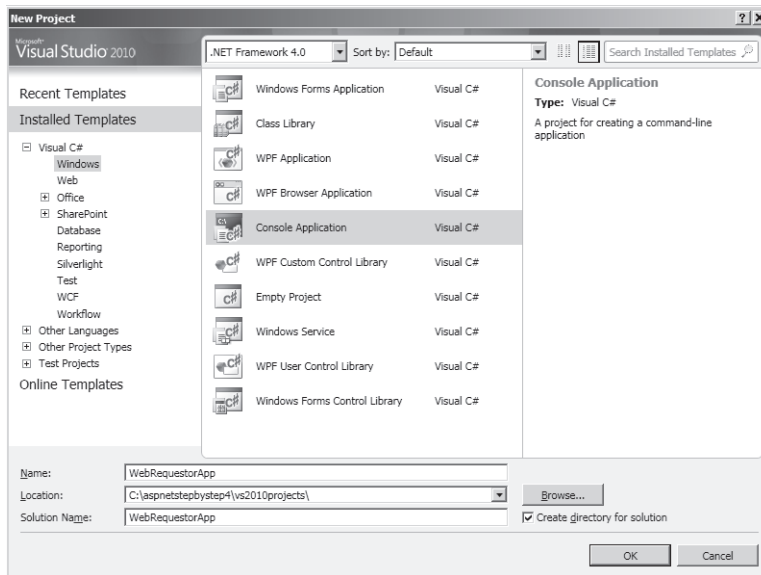 New Project
Microsoft
Visual Studio 2010
.NET Framework 4.0
Sort by: Default
Search Installed Templates
Recent Templates
Installed Templates
Visual C#
Windows
Web
Office
SharePoint
Database
Reporting
Silverlight
Test
WCF
Workflow
Other Languages
Other Project Types
Test Projects
Online Templates
Windows Forms Application Visual C#
Class Library Visual C#
WPF Application Visual C#
WPF Browser Application Visual C#
Console Application Visual C#
WPF Custom Control Library Visual C#
Empty Project Visual C#
Windows Service Visual C#
WPF User Control Library Visual C#
Windows Forms Control Library Visual C#
Console Application
Type: Visual C#
A project for creating a command-line
application
Name: WebRequestorApp
Location: C:\aspnetstepbystep4\vs2010projects\
Browse...
Solution Name: WebRequestorApp
Create directory for solution
OK
Cancel